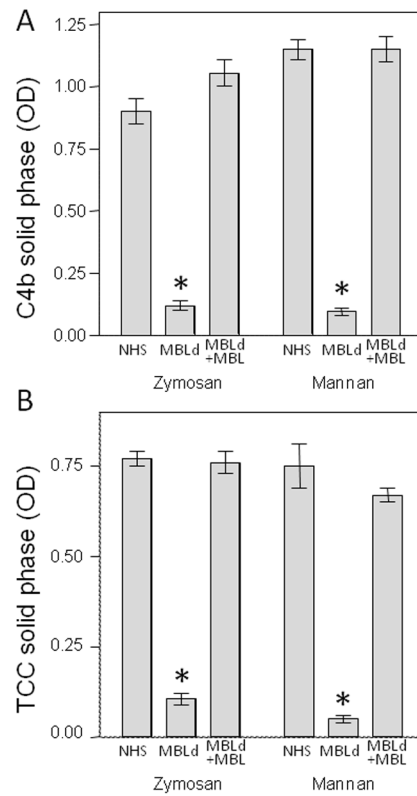 A
C4b solid phase (OD)
1.25
1.00
0.75
0.50
0.25
0.00
*
*
NHS MBLd MBLd +MBL NHS MBLd MBLd +MBL
Zymosan Mannan
B
TCC solid phase (OD)
0.75
0.50
0.25
0.00
*
*
NHS MBLd MBLd +MBL NHS MBLd MBLd +MBL
Zymosan Mannan